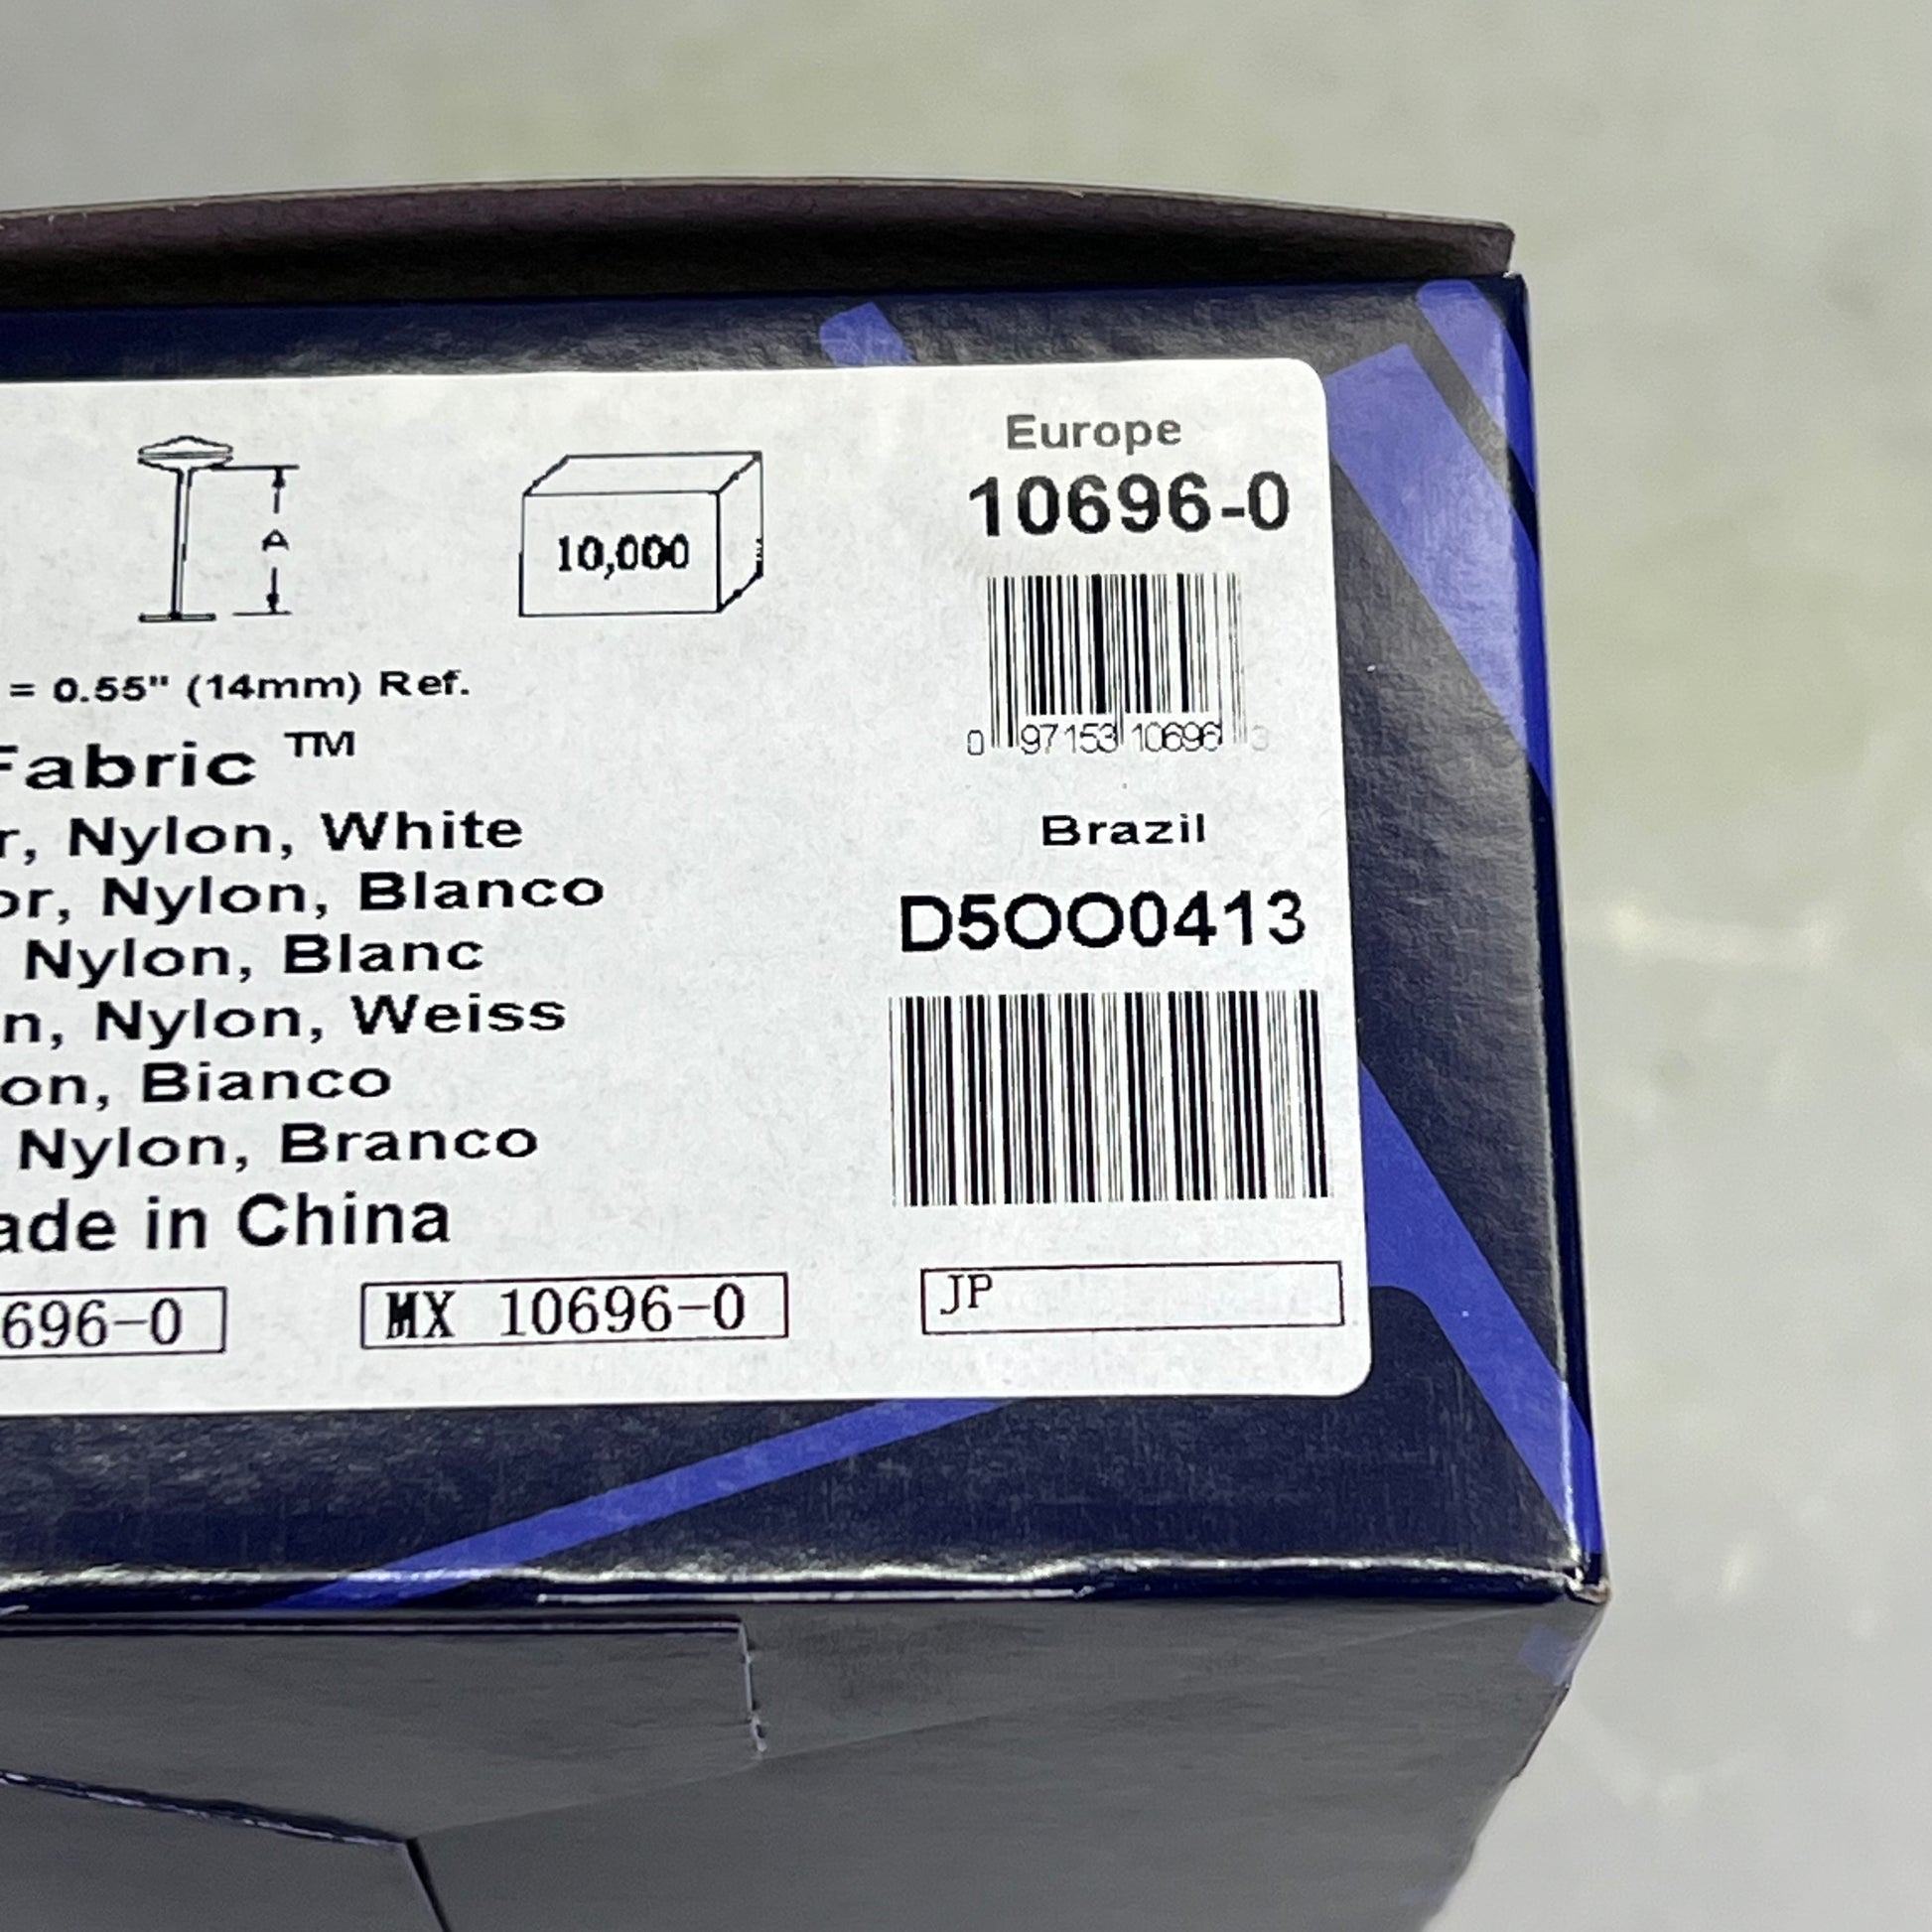 A
10,000
= 0.55" (14mm) Ref.
Fabric ™
r, Nylon, White
or, Nylon, Blanco
Nylon, Blanc
n, Nylon, Weiss
on, Bianco
Nylon, Branco
ade in China
696-0
MX 10696-0
Europe
10696-0
0 97153 10696 3
Brazil
D5OO0413
JP